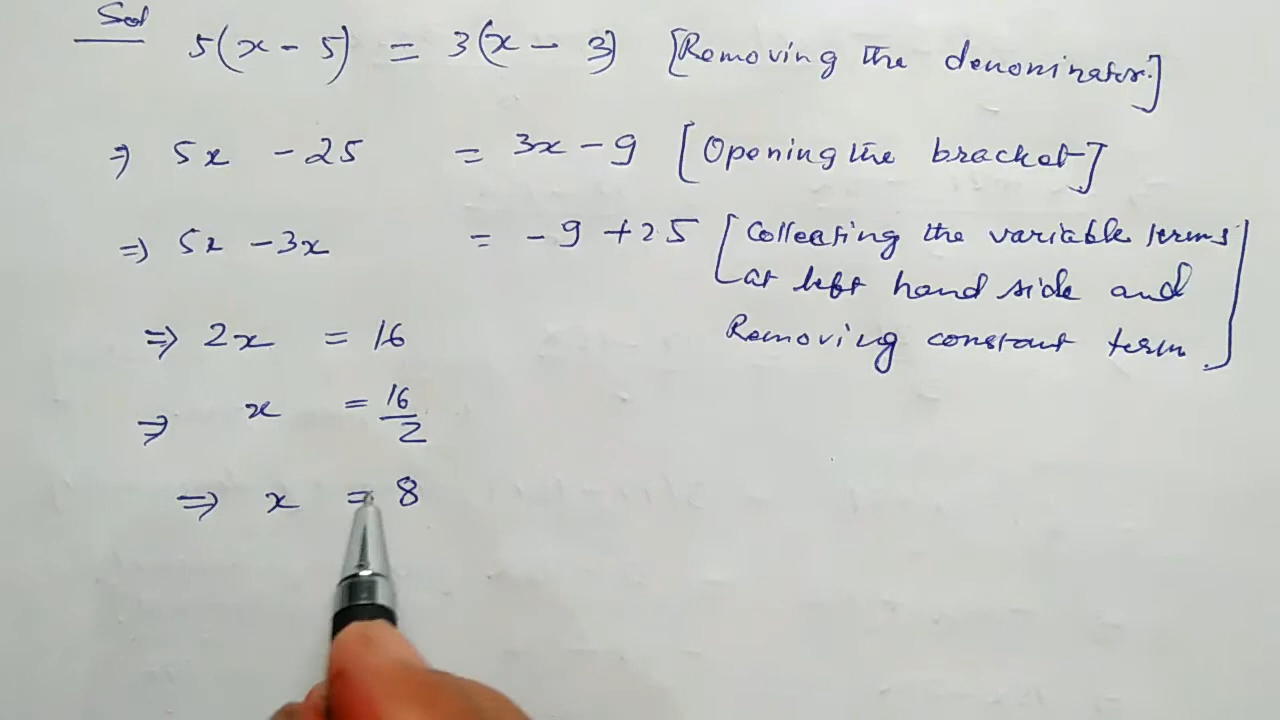 Sol
5(x - 5) = 3(x - 3) [Removing the denominator.]
⇒ 5x - 25 = 3x - 9 [Opening the bracket]
⇒ 5x - 3x = - 9 + 25 [Collecting the variable terms
at left hand side and
⇒ 2x = 16 Removing constant term.]
⇒ x = 16/2
⇒ x = 8